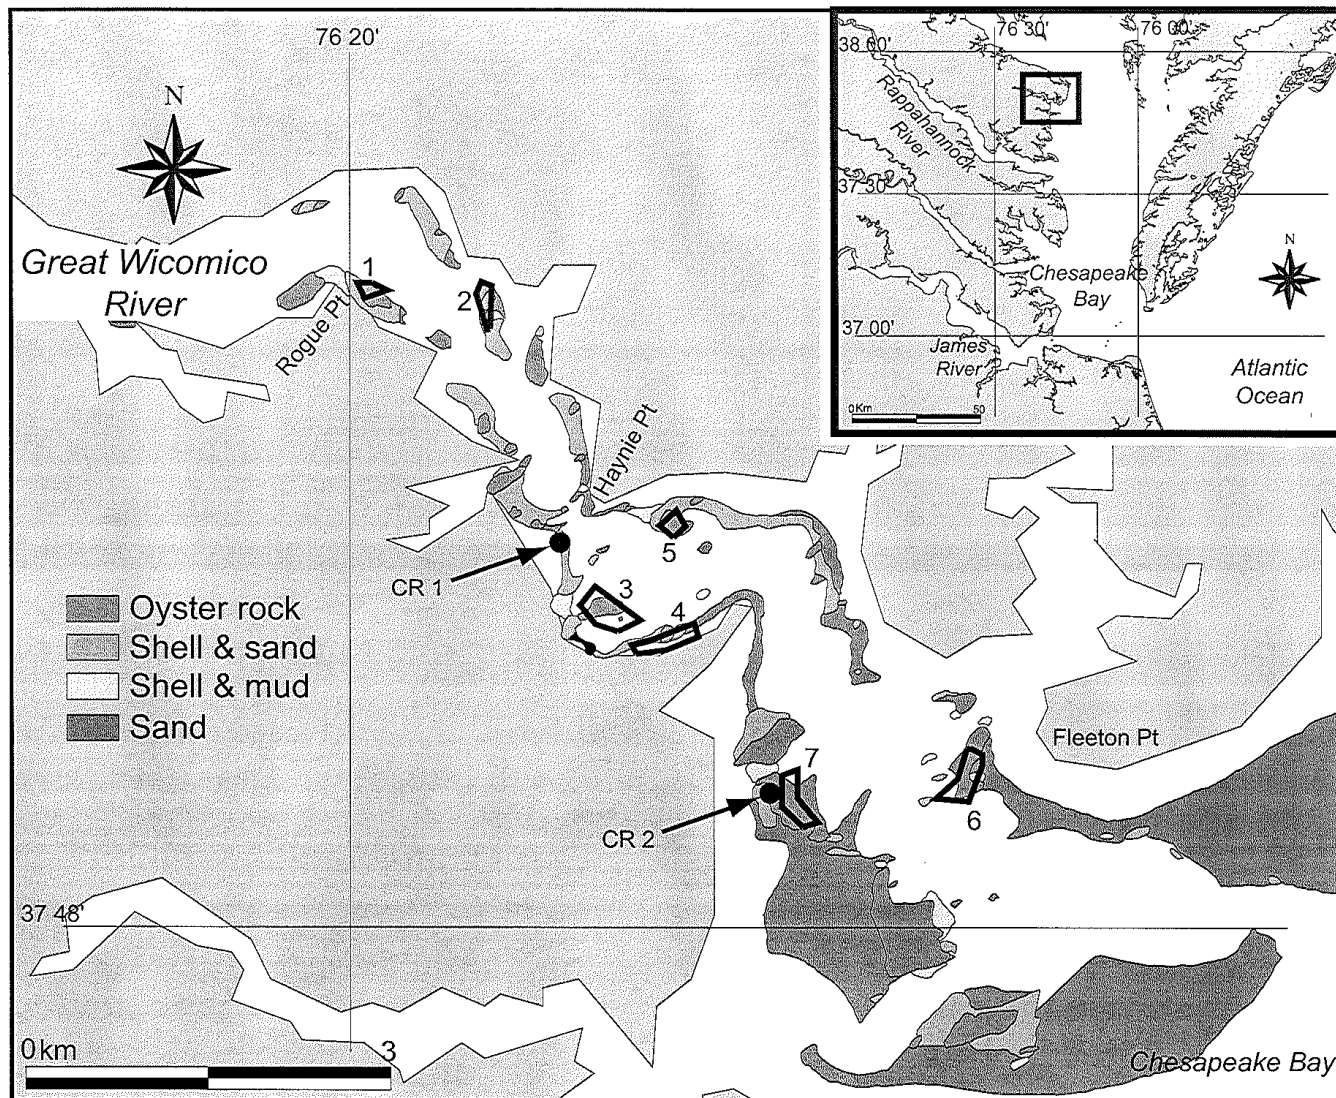 76 20'
N
Great Wicomico
River
1
2
Rogue Pt
Haynie Pt
5
CR 1
3
4
Oyster rock
Shell & sand
Shell & mud
Sand
Fleeton Pt
7
6
CR 2
37 48'
0 km
3
Chesapeake Bay
76 30'
76 00'
Rappahannock
River
37 30'
N
Chesapeake
Bay
37 00'
James
River
Atlantic
Ocean
0 Km
50